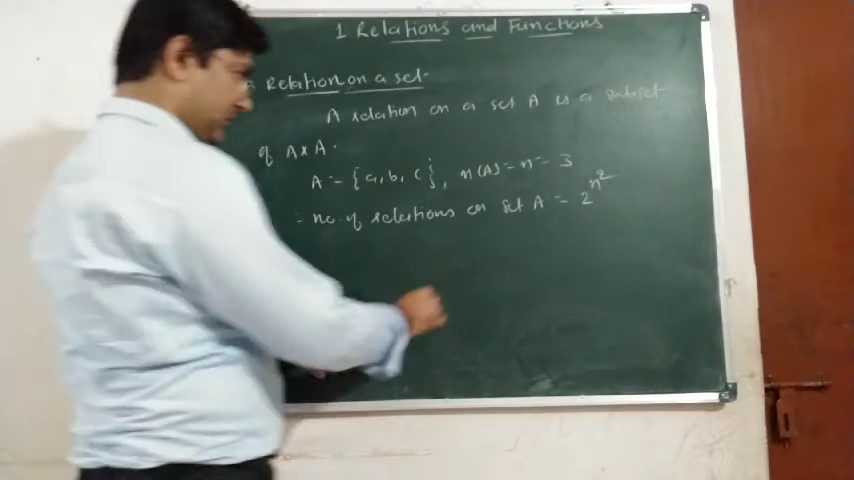 1 Relations and Functions
Relation on a set-
A relation on a set A is a subset
of A×A.
A = {a, b, c}, n(A) = n = 3
no. of relations on set A = 2^n^2